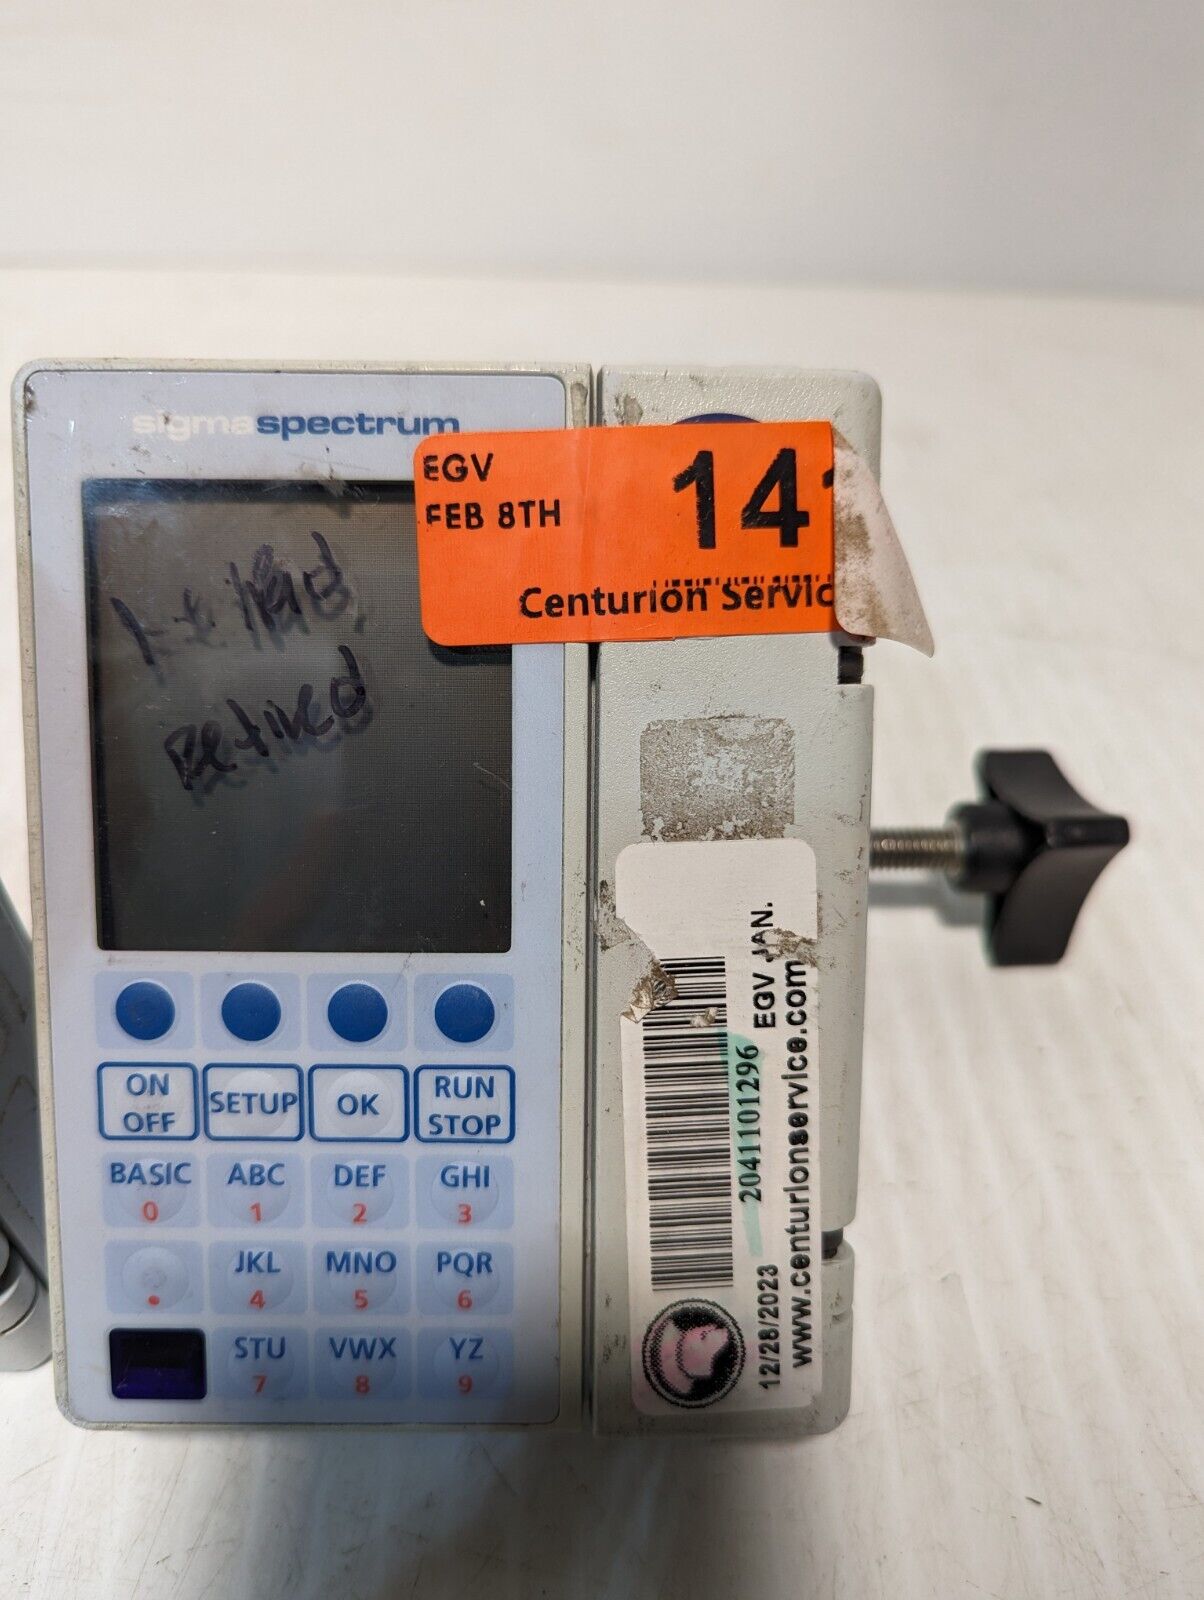 sigmaspectrum
EGV
FEB 8TH
14
Centurion Servic
Retired
ON
OFF
SETUP
OK
RUN
STOP
BASIC
0
ABC
1
DEF
2
GHI
3
.
JKL
4
MNO
5
PQR
6
STU
7
VWX
8
YZ
9
EGV JAN.
2041101296
12/28/2023
www.centurionservice.com